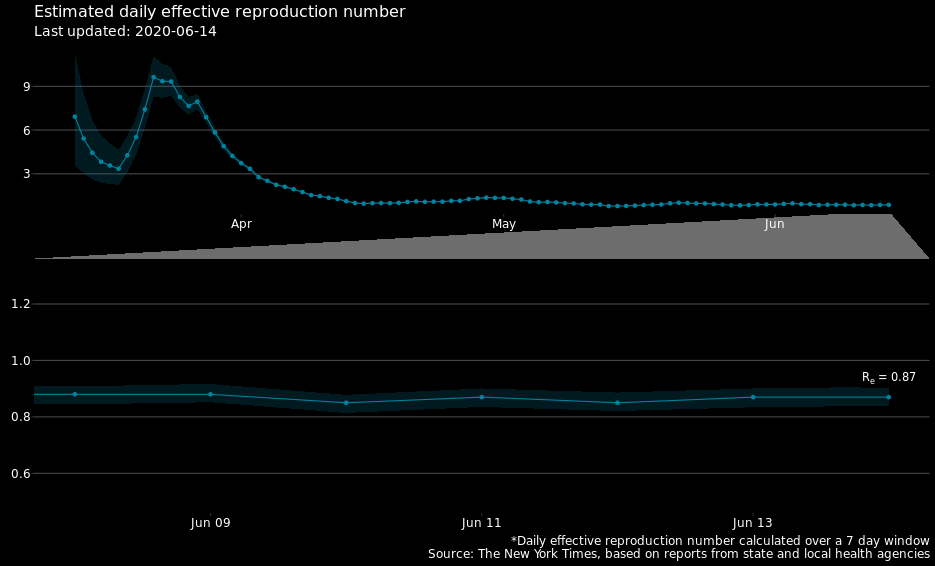 Estimated daily effective reproduction number
Last updated: 2020-06-14
9
6
3
Apr May Jun
1.2
1.0
Re = 0.87
0.8
0.6
Jun 09 Jun 11 Jun 13
*Daily effective reproduction number calculated over a 7 day window
Source: The New York Times, based on reports from state and local health agencies